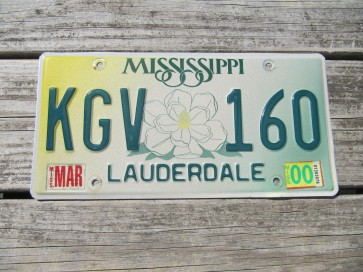 MISSISSIPPI
KGV 160
MAR 00
LAUDERDALE